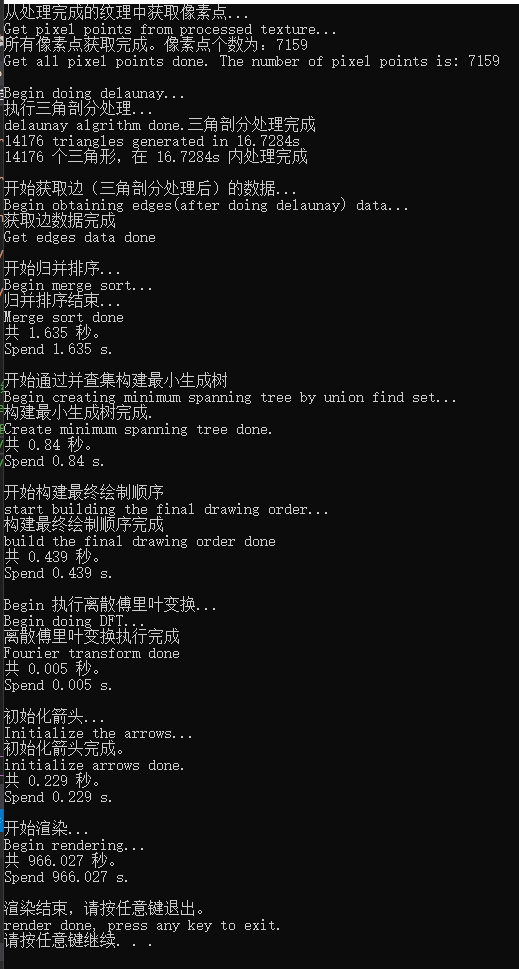 从处理完成的纹理中获取像素点...
Get pixel points from processed texture...
所有像素点获取完成。像素点个数为：7159
Get all pixel points done. The number of pixel points is: 7159
Begin doing delaunay...
执行三角剖分处理...
delaunay algrithm done.三角剖分处理完成
14176 triangles generated in 16.7284s
14176 个三角形，在 16.7284s 内处理完成
开始获取边（三角剖分处理后）的数据...
Begin obtaining edges(after doing delaunay) data...
获取边数据完成
Get edges data done
开始归并排序...
Begin merge sort...
归并排序结束...
Merge sort done
共 1.635 秒。
Spend 1.635 s.
开始通过并查集构建最小生成树
Begin creating minimum spanning tree by union find set...
构建最小生成树完成.
Create minimum spanning tree done.
共 0.84 秒。
Spend 0.84 s.
开始构建最终绘制顺序
start building the final drawing order...
构建最终绘制顺序完成
build the final drawing order done
共 0.439 秒。
Spend 0.439 s.
Begin 执行离散傅里叶变换...
Begin doing DFT...
离散傅里叶变换执行完成
Fourier transform done
共 0.005 秒。
Spend 0.005 s.
初始化箭头...
Initialize the arrows...
初始化箭头完成。
initialize arrows done.
共 0.229 秒。
Spend 0.229 s.
开始渲染...
Begin rendering...
共 966.027 秒。
Spend 966.027 s.
渲染结束，请按任意键退出。
render done, press any key to exit.
请按任意键继续. . .